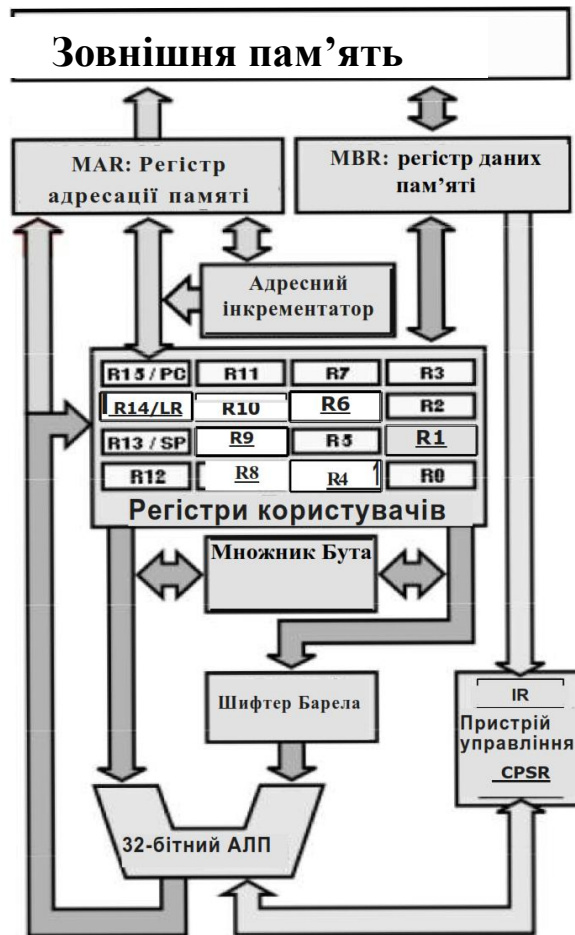 Зовнішня пам’ять
MAR: Регістр
адресації памяті
MBR: регістр даних
пам’яті
Адресний
інкрементатор
R15 / PC R11 R7 R3
R14/LR R10 R6 R2
R13 / SP R9 R5 R1
R12 R8 R4 R0
Регістри користувачів
Множник Бута
Шифтер Барела
IR
Пристрій
управління
CPSR
32-бітний АЛП